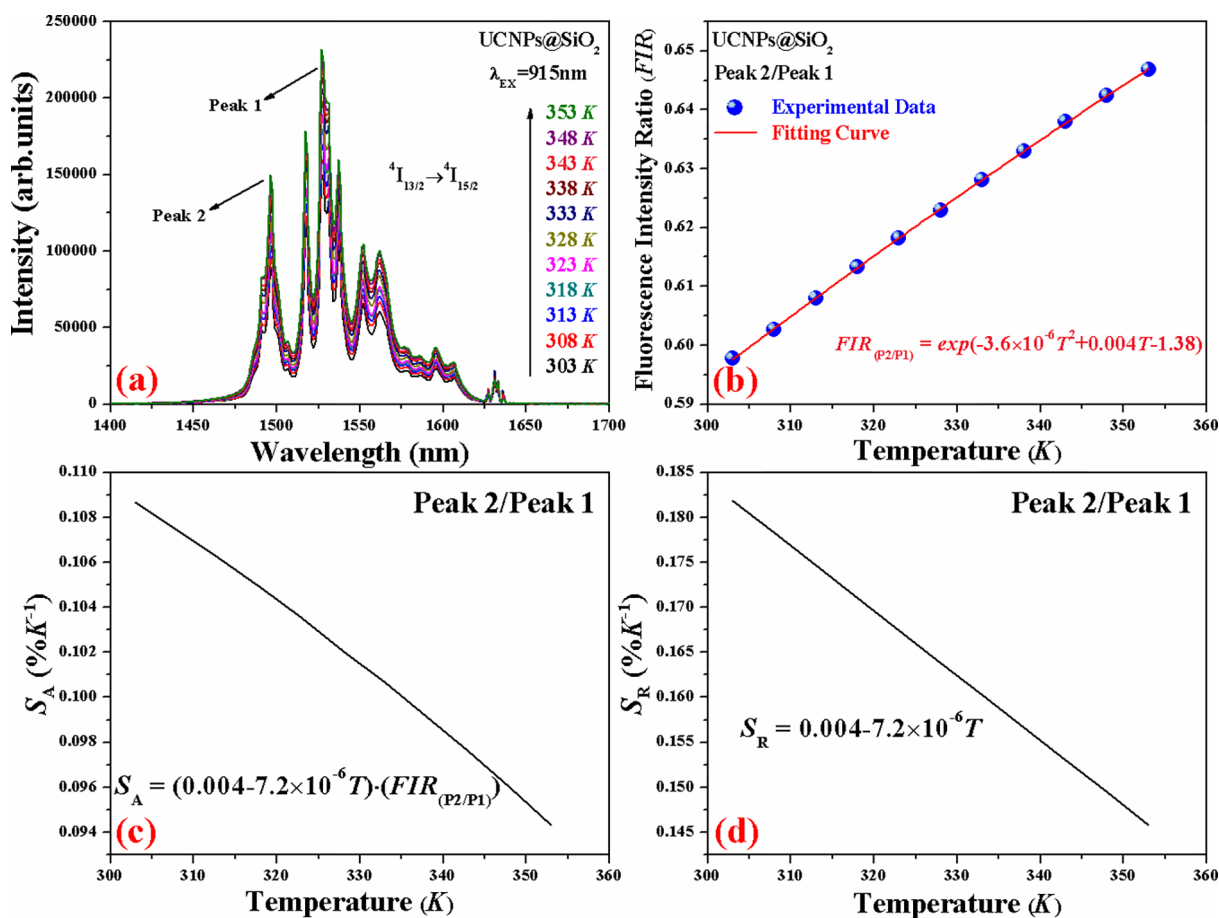 250000
200000
150000
100000
50000
0
Intensity (arb.units)
UCNPs@SiO₂
λ_EX=915nm
Peak 1
Peak 2
⁴I₁₃/₂→⁴I₁₅/₂
353 K
348 K
343 K
338 K
333 K
328 K
323 K
318 K
313 K
308 K
303 K
(a)
1400 1450 1500 1550 1600 1650 1700
Wavelength (nm)
0.65
0.64
0.63
0.62
0.61
0.60
0.59
Fluorescence Intensity Ratio (FIR)
UCNPs@SiO₂
Peak 2/Peak 1
Experimental Data
Fitting Curve
FIR(P2/P1) = exp(-3.6×10⁻⁶T²+0.004T-1.38)
(b)
300 310 320 330 340 350 360
Temperature (K)
0.110
0.108
0.106
0.104
0.102
0.100
0.098
0.096
0.094
S_A (%K⁻¹)
Peak 2/Peak 1
S_A = (0.004-7.2×10⁻⁶T)·(FIR(P2/P1))
(c)
300 310 320 330 340 350 360
Temperature (K)
0.185
0.180
0.175
0.170
0.165
0.160
0.155
0.150
0.145
S_R (%K⁻¹)
Peak 2/Peak 1
S_R = 0.004-7.2×10⁻⁶T
(d)
300 310 320 330 340 350 360
Temperature (K)